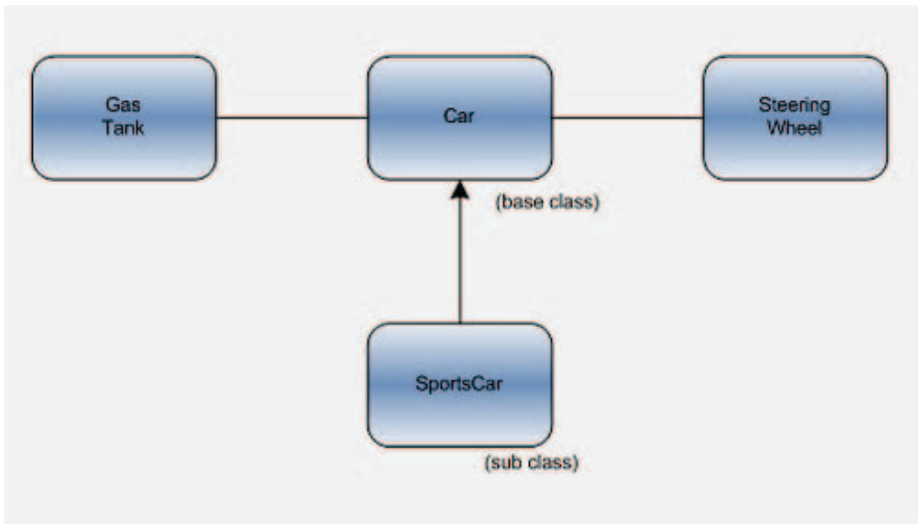 Gas
Tank
Car
Steering
Wheel
(base class)
SportsCar
(sub class)